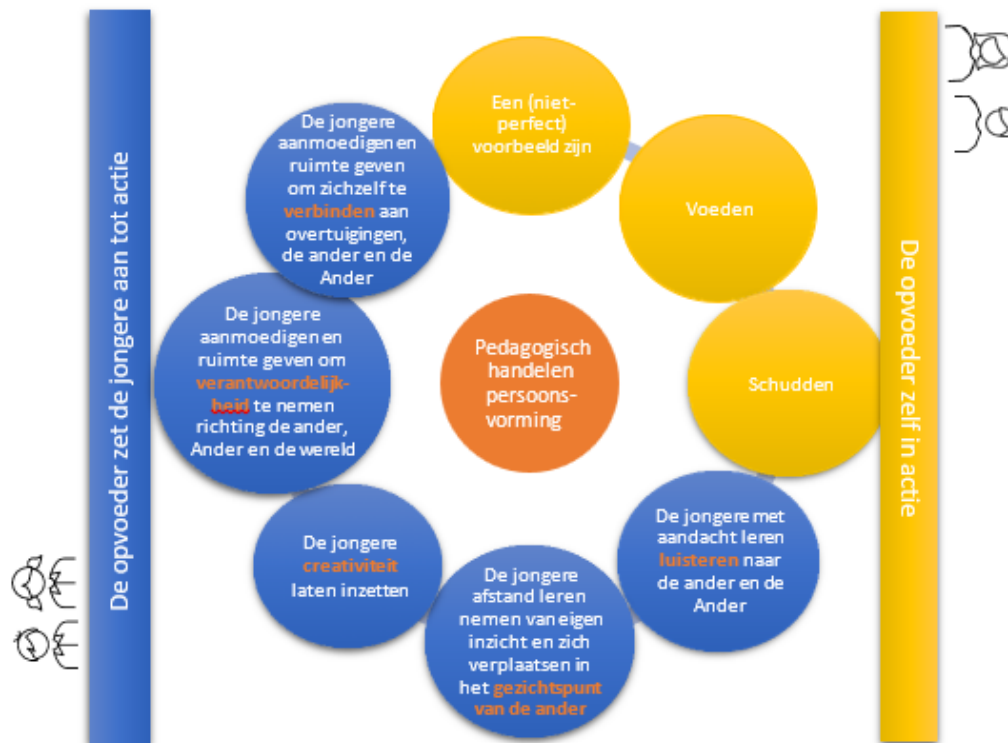 De opvoeder zet de jongere aan tot actie
Een (niet-
perfect)
voorbeeld zijn
Voeden
Schudden
De jongere met
aandacht leren
luisteren naar
de ander en de
Ander
De jongere
afstand leren
nemen van eigen
inzicht en zich
verplaatsen in
het gezichtspunt
van de ander
De jongere
creativiteit
laten inzetten
De jongere
aanmoedigen en
ruimte geven om
verantwoordelijk-
heid te nemen
richting de ander,
Ander en de wereld
De jongere
aanmoedigen en
ruimte geven
om zichzelf te
verbinden aan
overtuigingen,
de ander en de
Ander
Pedagogisch
handelen
persoons-
vorming
De opvoeder zelf in actie